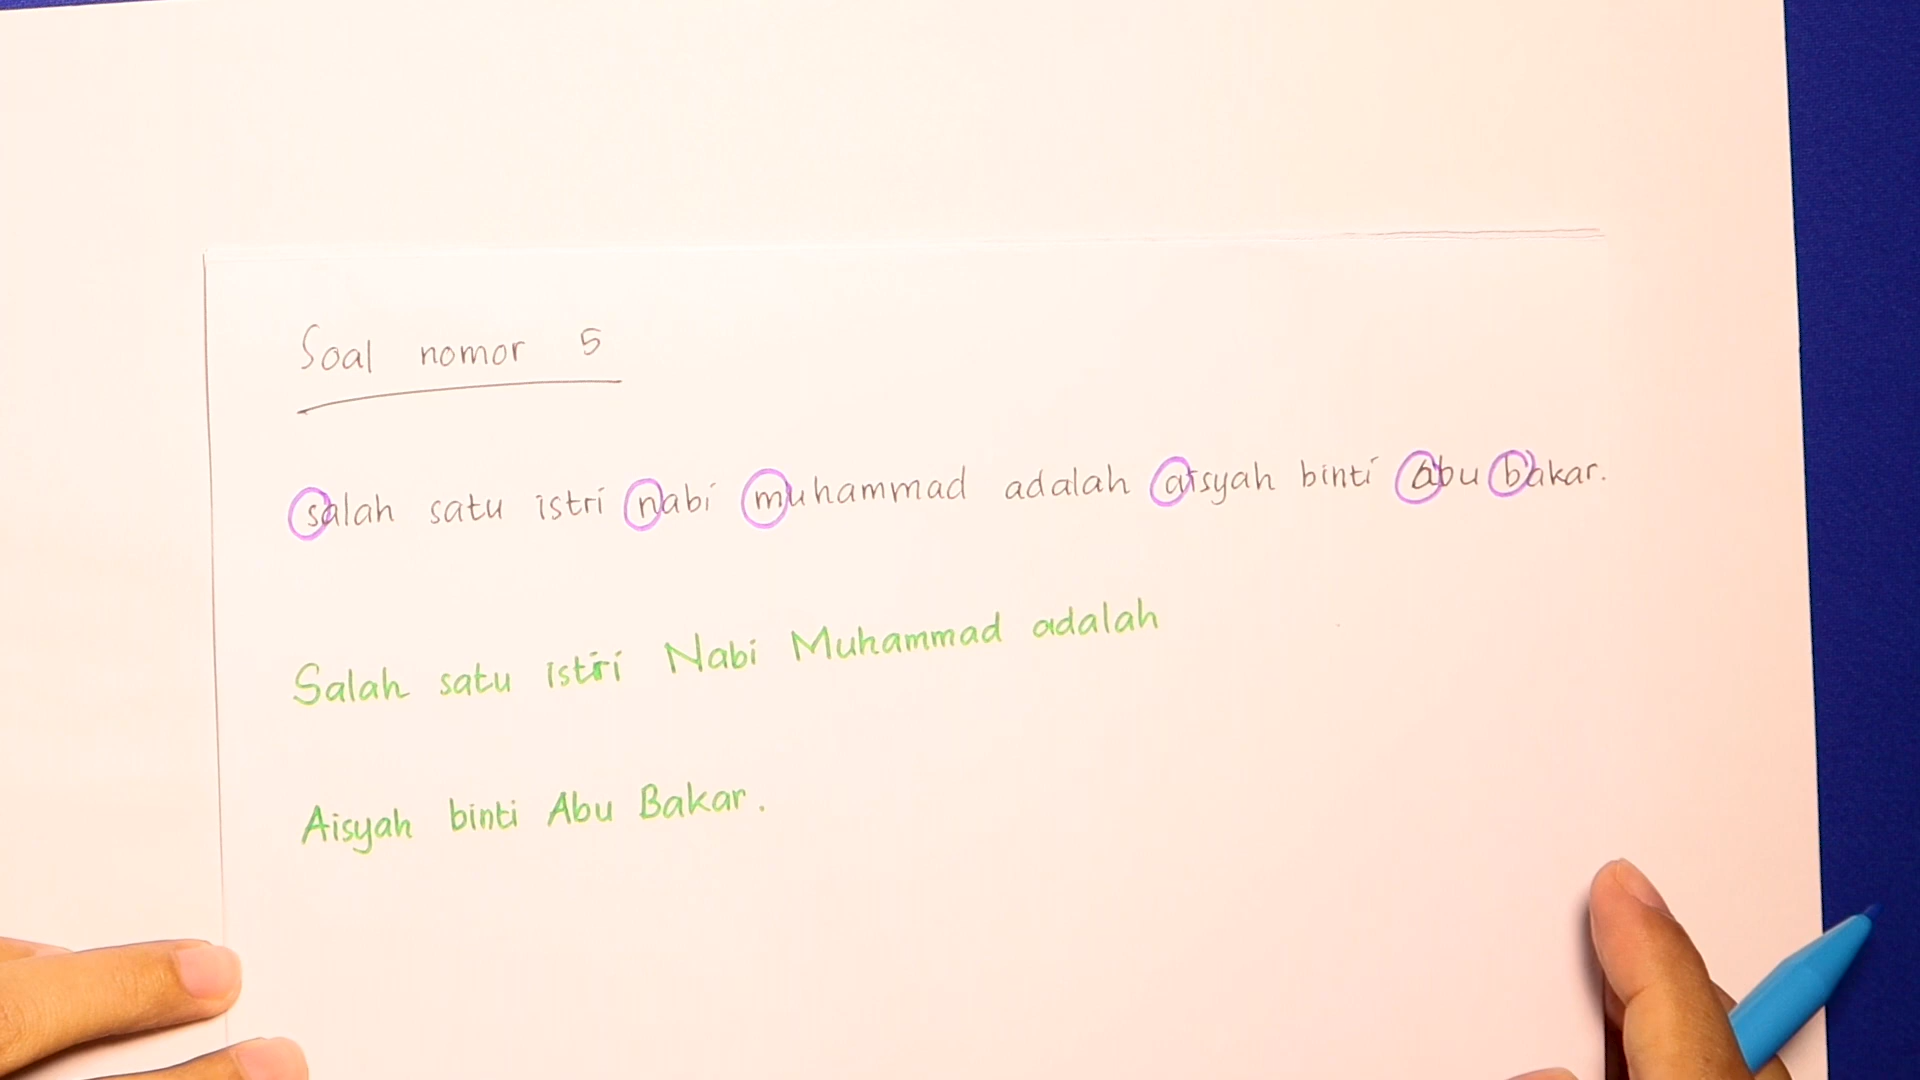 Soal nomor 5
salah satu istri nabi muhammad adalah aisyah binti abu bakar.
Salah satu istri Nabi Muhammad adalah
Aisyah binti Abu Bakar.